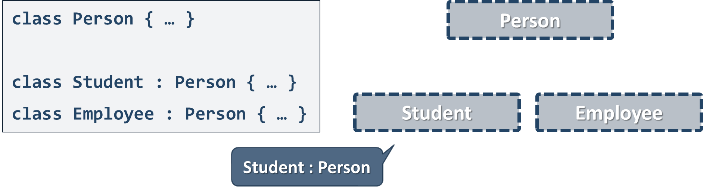 class Person { … }
class Student : Person { … }
class Employee : Person { … }
Person
Student
Employee
Student : Person